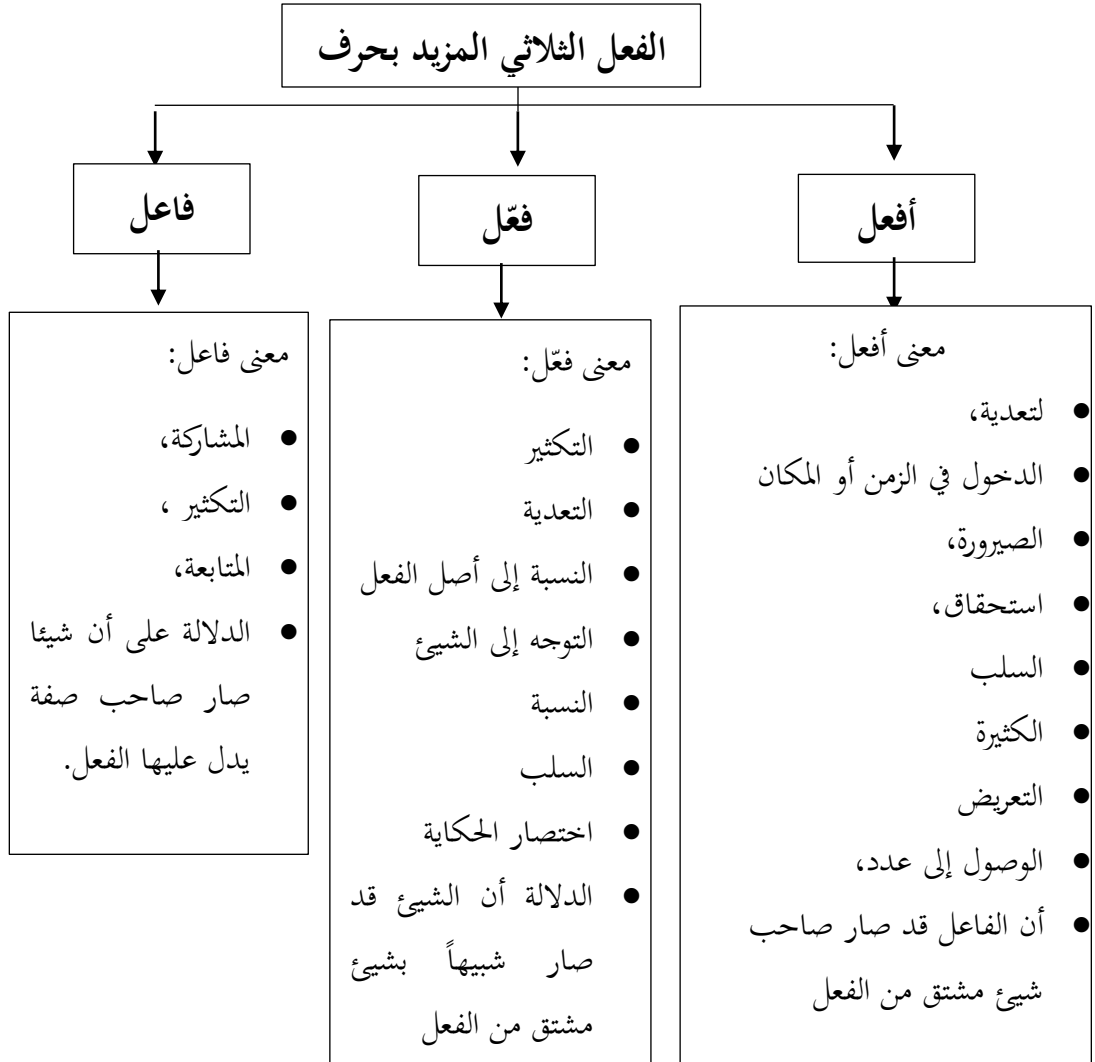 الفعل الثلاثي المزيد بحرف
أفعل
فعّل
فاعل
معنى أفعل:
● لتعدية،
● الدخول في الزمن أو المكان
● الصيرورة،
● استحقاق،
● السلب
● الكثيرة
● التعريض
● الوصول إلى عدد،
● أن الفاعل قد صار صاحب
شيئ مشتق من الفعل
معنى فعّل:
● التكثير
● التعدية
● النسبة إلى أصل الفعل
● التوجه إلى الشيئ
● النسبة
● السلب
● اختصار الحكاية
● الدلالة أن الشيئ قد
صار شبيهاً بشيئ
مشتق من الفعل
معنى فاعل:
● المشاركة،
● التكثير ،
● المتابعة،
● الدلالة على أن شيئا
صار صاحب صفة
يدل عليها الفعل.